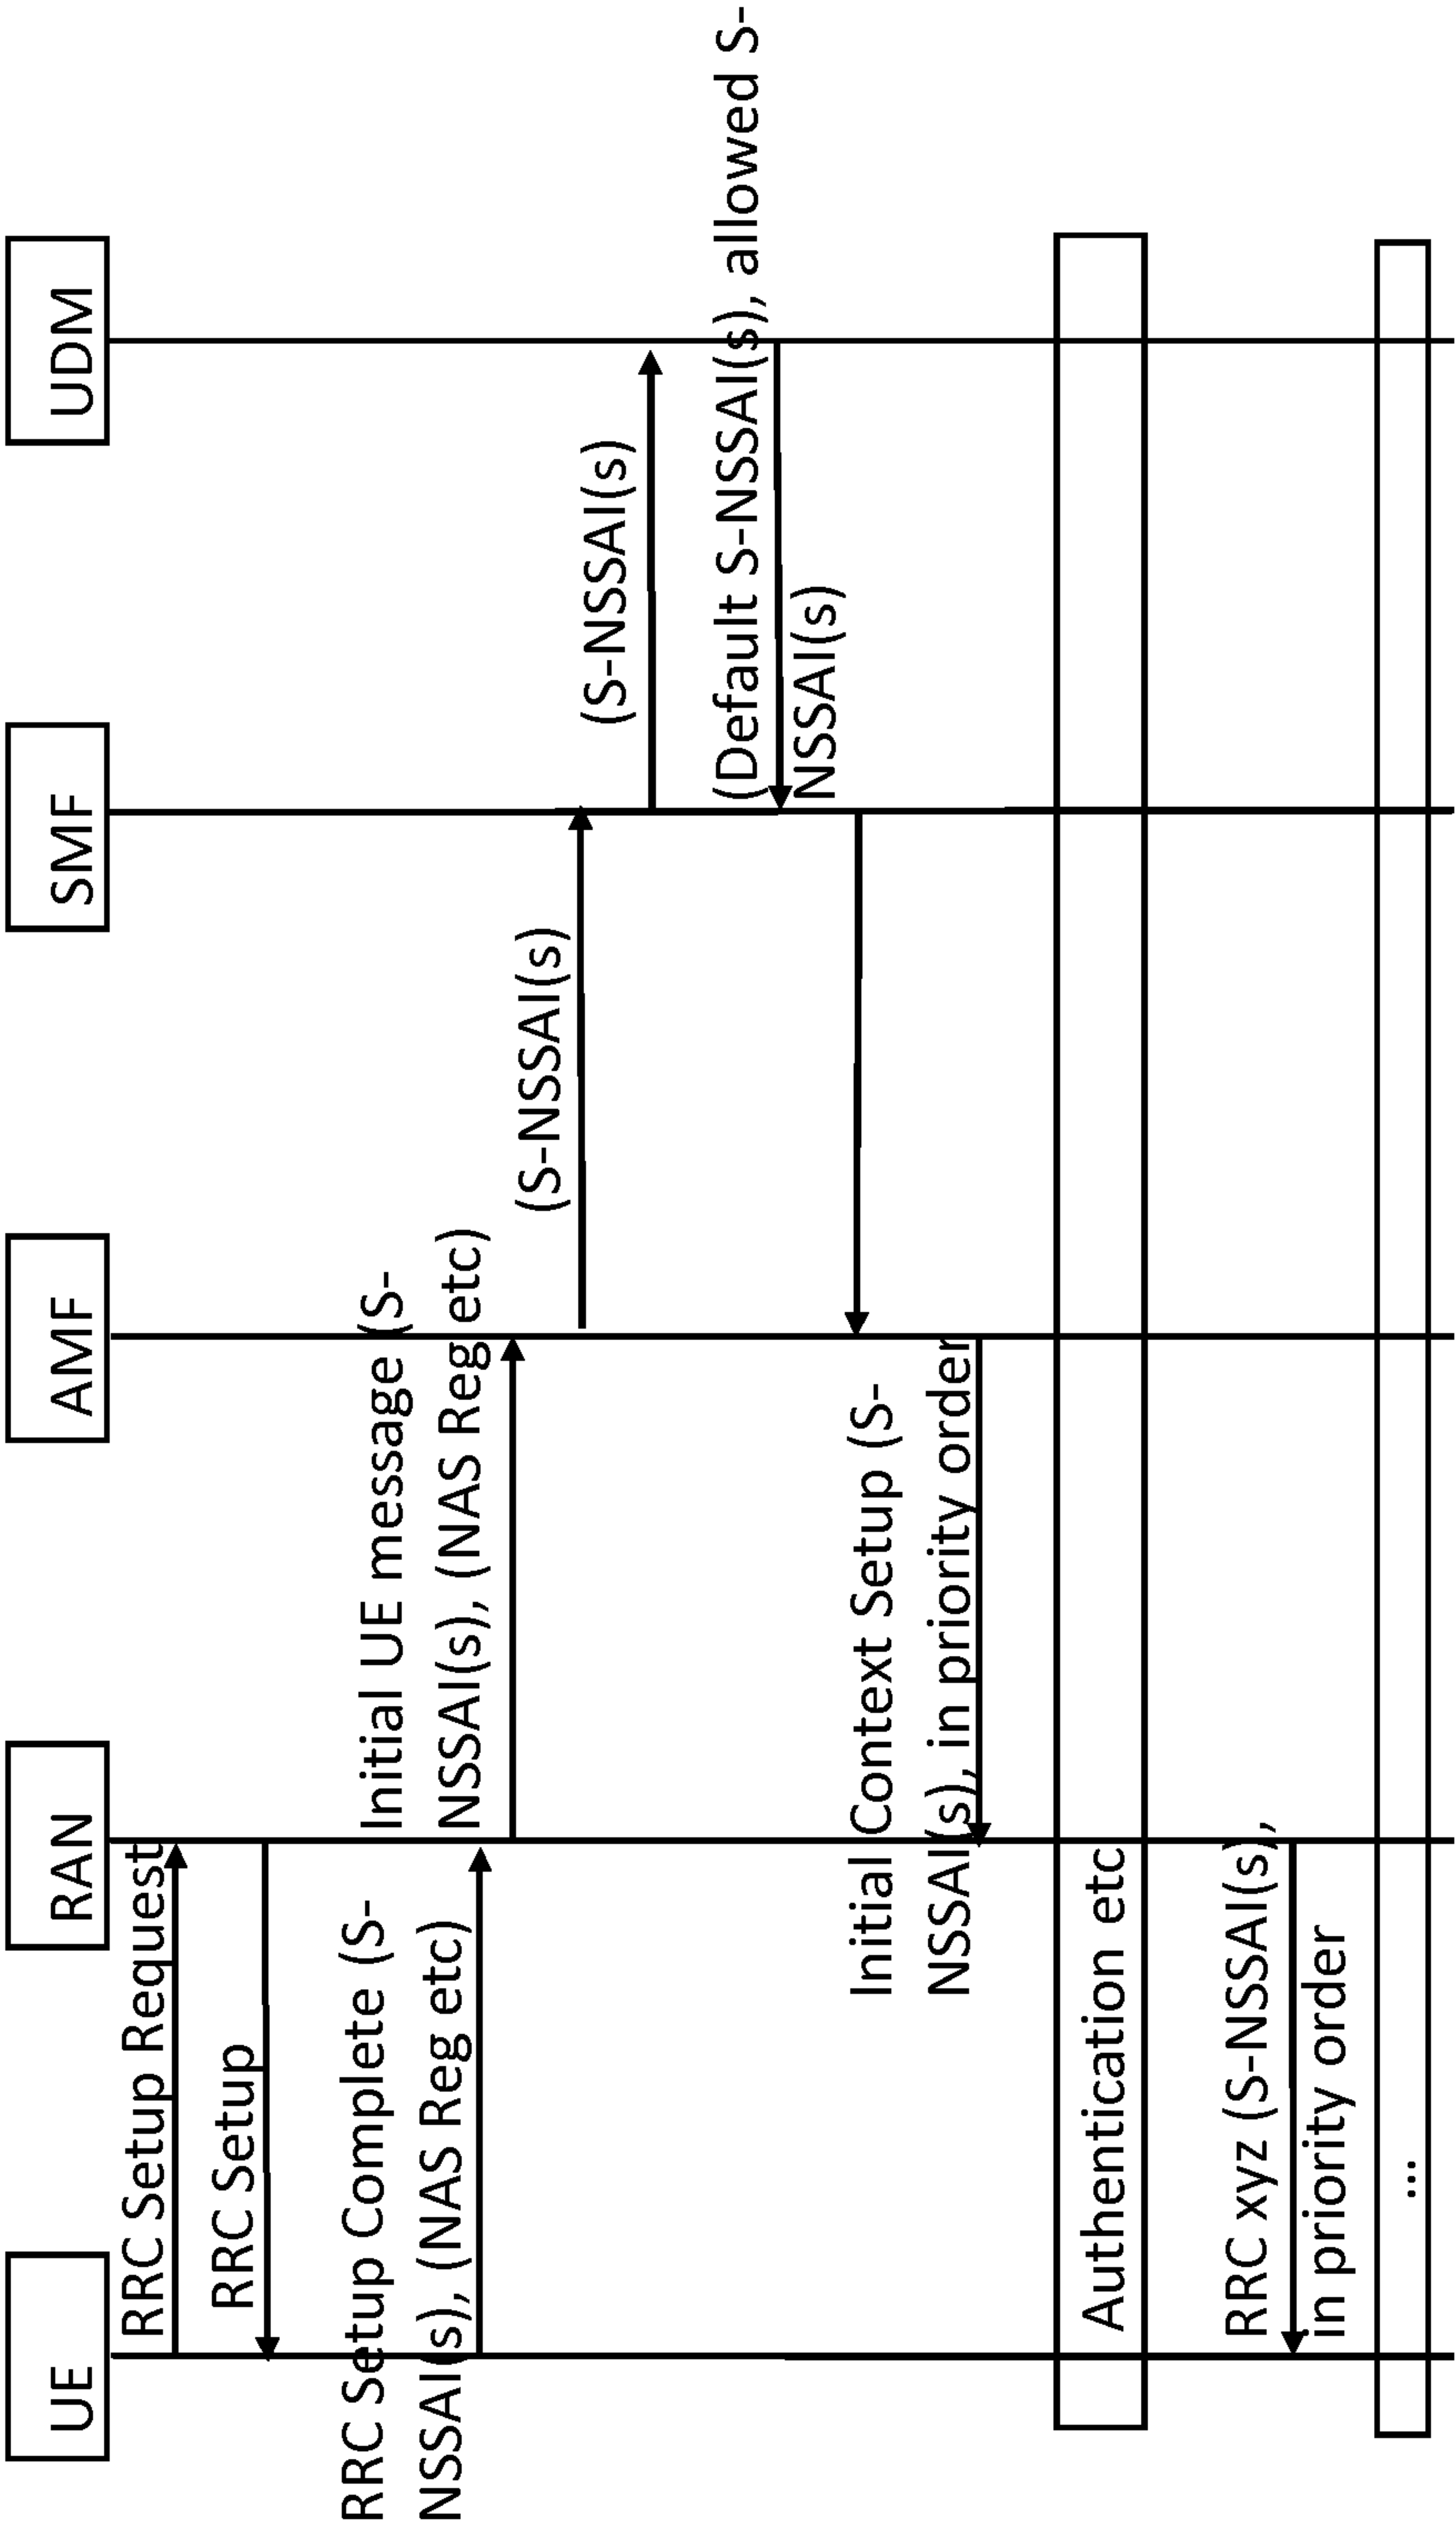 UE
RAN
AMF
SMF
UDM
RRC Setup Request
RRC Setup
RRC Setup Complete (S-
NSSAI(s), (NAS Reg etc)
Initial UE message (S-
NSSAI(s), (NAS Reg etc)
(S-NSSAI(s)
(S-NSSAI(s)
(Default S-NSSAI(s), allowed S-
NSSAI(s)
Initial Context Setup (S-
NSSAI(s), in priority order
Authentication etc
RRC xyz (S-NSSAI(s),
in priority order
...